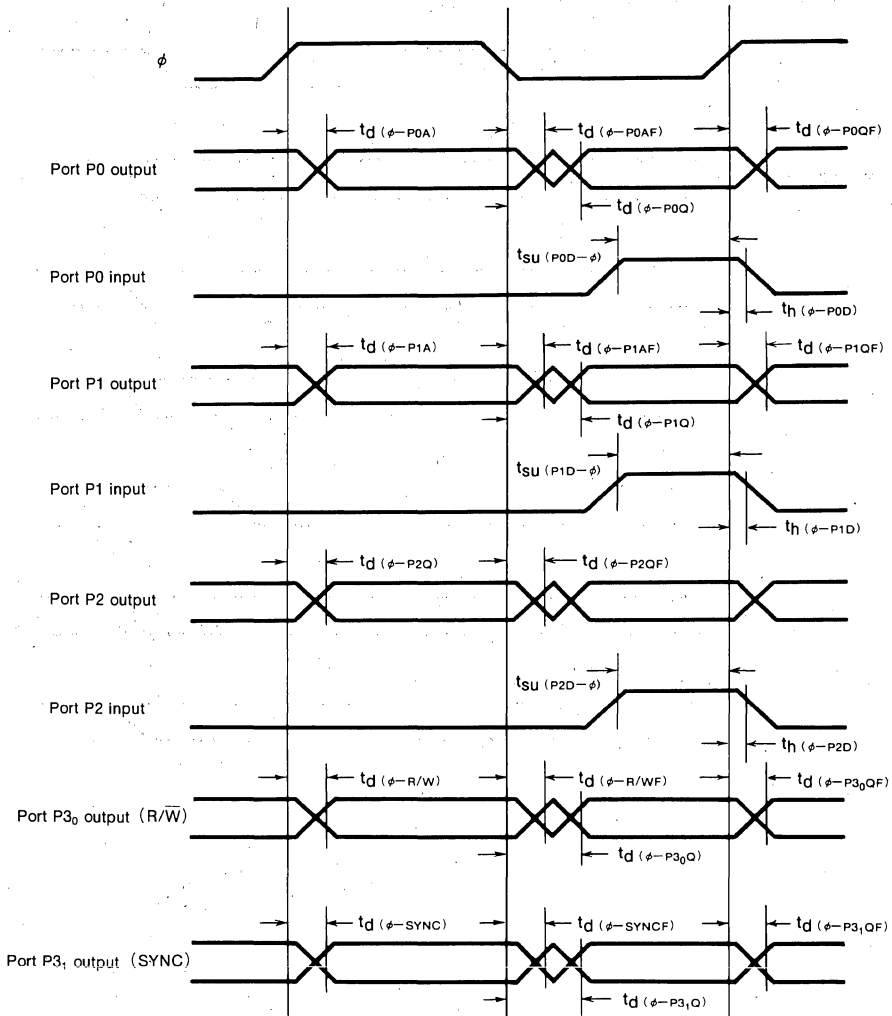 ϕ
td (ϕ−P0A) td (ϕ−P0AF) td (ϕ−P0QF)
Port P0 output
td (ϕ−P0Q)
tsu (P0D−ϕ)
Port P0 input
th (ϕ−P0D)
td (ϕ−P1A) td (ϕ−P1AF) td (ϕ−P1QF)
Port P1 output
td (ϕ−P1Q)
tsu (P1D−ϕ)
Port P1 input
th (ϕ−P1D)
td (ϕ−P2Q) td (ϕ−P2QF)
Port P2 output
tsu (P2D−ϕ)
Port P2 input
th (ϕ−P2D)
td (ϕ−R/W) td (ϕ−R/WF) td (ϕ−P3₀QF)
Port P3₀ output (R/W̅)
td (ϕ−P3₀Q)
td (ϕ−SYNC) td (ϕ−SYNCF) td (ϕ−P3₁QF)
Port P3₁ output (SYNC)
td (ϕ−P3₁Q)